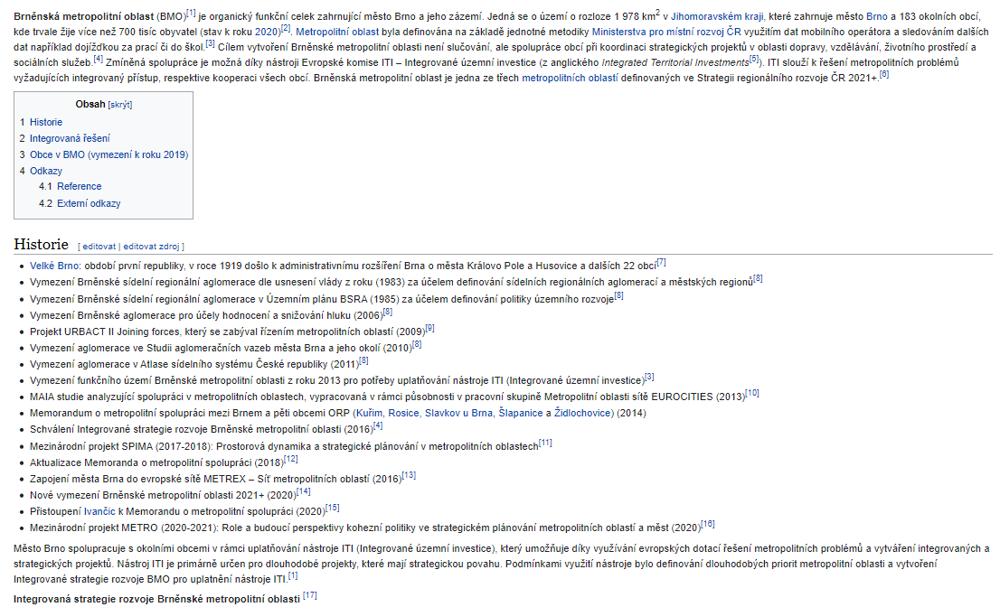 Brněnská metropolitní oblast (BMO)[1] je organický funkční celek zahrnující město Brno a jeho zázemí. Jedná se o území o rozloze 1 978 km2 v Jihomoravském kraji, které zahrnuje město Brno a 183 okolních obcí,
kde trvale žije více než 700 tisíc obyvatel (stav k roku 2020)[2]. Metropolitní oblast byla definována na základě jednotné metodiky Ministerstva pro místní rozvoj ČR využitím dat mobilního operátora a sledováním dalších
dat například dojížďkou za prací či do škol.[3] Cílem vytvoření Brněnské metropolitní oblasti není slučování, ale spolupráce obcí při koordinaci strategických projektů v oblasti dopravy, vzdělávání, životního prostředí a
sociálních služeb.[4] Zmíněná spolupráce je možná díky nástroji Evropské komise ITI – Integrované územní investice (z anglického Integrated Territorial Investments[5]). ITI slouží k řešení metropolitních problémů
vyžadujících integrovaný přístup, respektive kooperaci všech obcí. Brněnská metropolitní oblast je jedna ze třech metropolitních oblastí definovaných ve Strategii regionálního rozvoje ČR 2021+.[6]
Obsah [skrýt]
1 Historie
2 Integrovaná řešení
3 Obce v BMO (vymezení k roku 2019)
4 Odkazy
4.1 Reference
4.2 Externí odkazy
Historie [ editovat | editovat zdroj ]
• Velké Brno: období první republiky, v roce 1919 došlo k administrativnímu rozšíření Brna o města Královo Pole a Husovice a dalších 22 obcí[7]
• Vymezení Brněnské sídelní regionální aglomerace dle usnesení vlády z roku (1983) za účelem definování sídelních regionálních aglomerací a městských regionů[8]
• Vymezení Brněnské sídelní regionální aglomerace v Územním plánu BSRA (1985) za účelem definování politiky územního rozvoje[8]
• Vymezení Brněnské aglomerace pro účely hodnocení a snižování hluku (2006)[8]
• Projekt URBACT II Joining forces, který se zabýval řízením metropolitních oblastí (2009)[9]
• Vymezení aglomerace ve Studii aglomeračních vazeb města Brna a jeho okolí (2010)[8]
• Vymezení aglomerace v Atlase sídelního systému České republiky (2011)[8]
• Vymezení funkčního území Brněnské metropolitní oblasti z roku 2013 pro potřeby uplatňování nástroje ITI (Integrované územní investice)[3]
• MAIA studie analyzující spolupráci v metropolitních oblastech, vypracovaná v rámci působnosti v pracovní skupině Metropolitní oblasti sítě EUROCITIES (2013)[10]
• Memorandum o metropolitní spolupráci mezi Brnem a pěti obcemi ORP (Kuřim, Rosice, Slavkov u Brna, Šlapanice a Židlochovice) (2014)
• Schválení Integrované strategie rozvoje Brněnské metropolitní oblasti (2016)[4]
• Mezinárodní projekt SPIMA (2017-2018): Prostorová dynamika a strategické plánování v metropolitních oblastech[11]
• Aktualizace Memoranda o metropolitní spolupráci (2018)[12]
• Zapojení města Brna do evropské sítě METREX – Síť metropolitních oblastí (2016)[13]
• Nové vymezení Brněnské metropolitní oblasti 2021+ (2020)[14]
• Přistoupení Ivančic k Memorandu o metropolitní spolupráci (2020)[15]
• Mezinárodní projekt METRO (2020-2021): Role a budoucí perspektivy kohezní politiky ve strategickém plánování metropolitních oblastí a měst (2020)[16]
Město Brno spolupracuje s okolními obcemi v rámci uplatňování nástroje ITI (Integrované územní investice), který umožňuje díky využívání evropských dotací řešení metropolitních problémů a vytváření integrovaných a
strategických projektů. Nástroj ITI je primárně určen pro dlouhodobé projekty, které mají strategickou povahu. Podmínkami využití nástroje bylo definování dlouhodobých priorit metropolitní oblasti a vytvoření
Integrované strategie rozvoje BMO pro uplatnění nástroje ITI.[1]
Integrovaná strategie rozvoje Brněnské metropolitní oblasti [17]